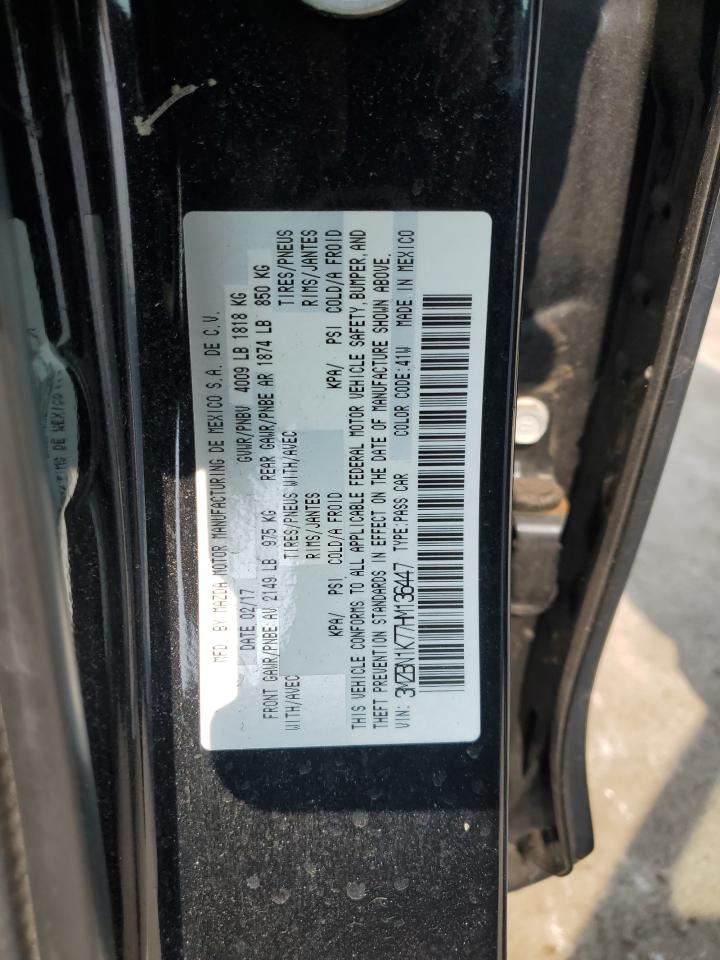 MFD BY MAZDA MOTOR MANUFACTURING DE MEXICO S.A. DE C.V.
DATE 02/17 GVWR/PNBV 4009 LB 1818 KG
FRONT GAWR/PNBE AV 2149 LB 975 KG REAR GAWR/PNBE AR 1874 LB 850 KG
WITH/AVEC TIRES/PNEUS WITH/AVEC TIRES/PNEUS
RIMS/JANTES RIMS/JANTES
KPA/ PSI COLD/A FROID KPA/ PSI COLD/A FROID
THIS VEHICLE CONFORMS TO ALL APPLICABLE FEDERAL MOTOR VEHICLE SAFETY, BUMPER, AND
THEFT PREVENTION STANDARDS IN EFFECT ON THE DATE OF MANUFACTURE SHOWN ABOVE.
VIN: 3MZBN1K77HM136447 TYPE:PASS CAR COLOR CODE:41W MADE IN MEXICO
DE MEXICO